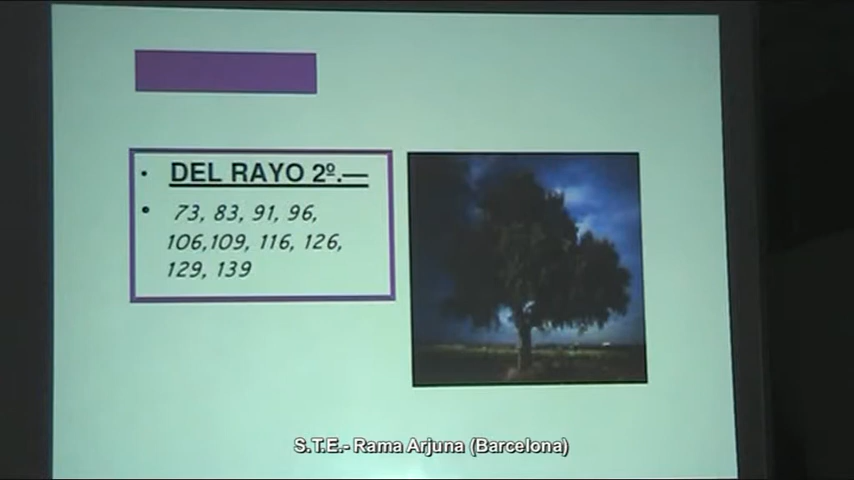 • DEL RAYO 2º.—
• 73, 83, 91, 96,
106,109, 116, 126,
129, 139
S.T.E.- Rama Arjuna (Barcelona)